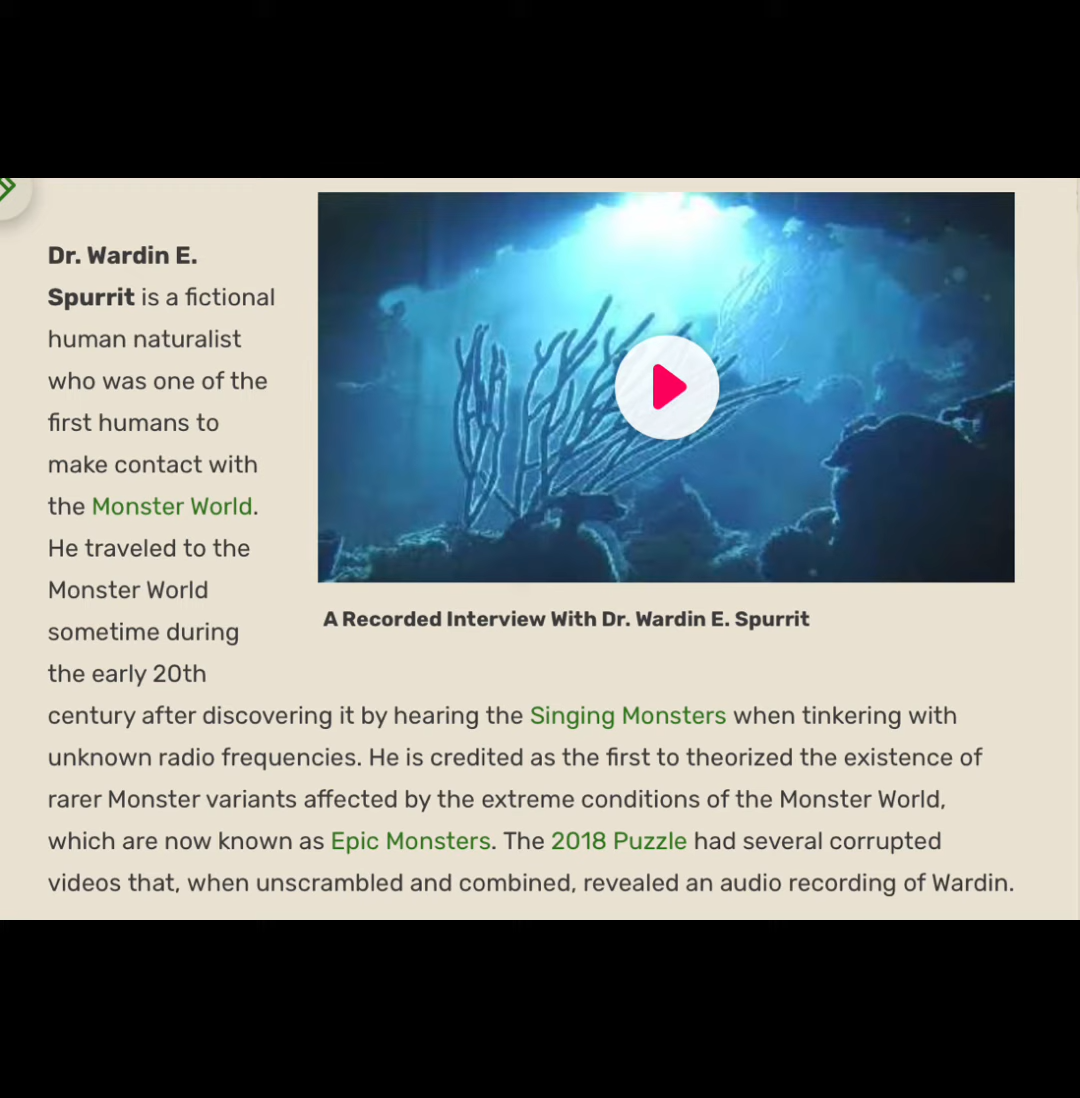 Dr. Wardin E.
Spurrit is a fictional
human naturalist
who was one of the
first humans to
make contact with
the Monster World.
He traveled to the
Monster World
sometime during
the early 20th
A Recorded Interview With Dr. Wardin E. Spurrit
century after discovering it by hearing the Singing Monsters when tinkering with
unknown radio frequencies. He is credited as the first to theorized the existence of
rarer Monster variants affected by the extreme conditions of the Monster World,
which are now known as Epic Monsters. The 2018 Puzzle had several corrupted
videos that, when unscrambled and combined, revealed an audio recording of Wardin.